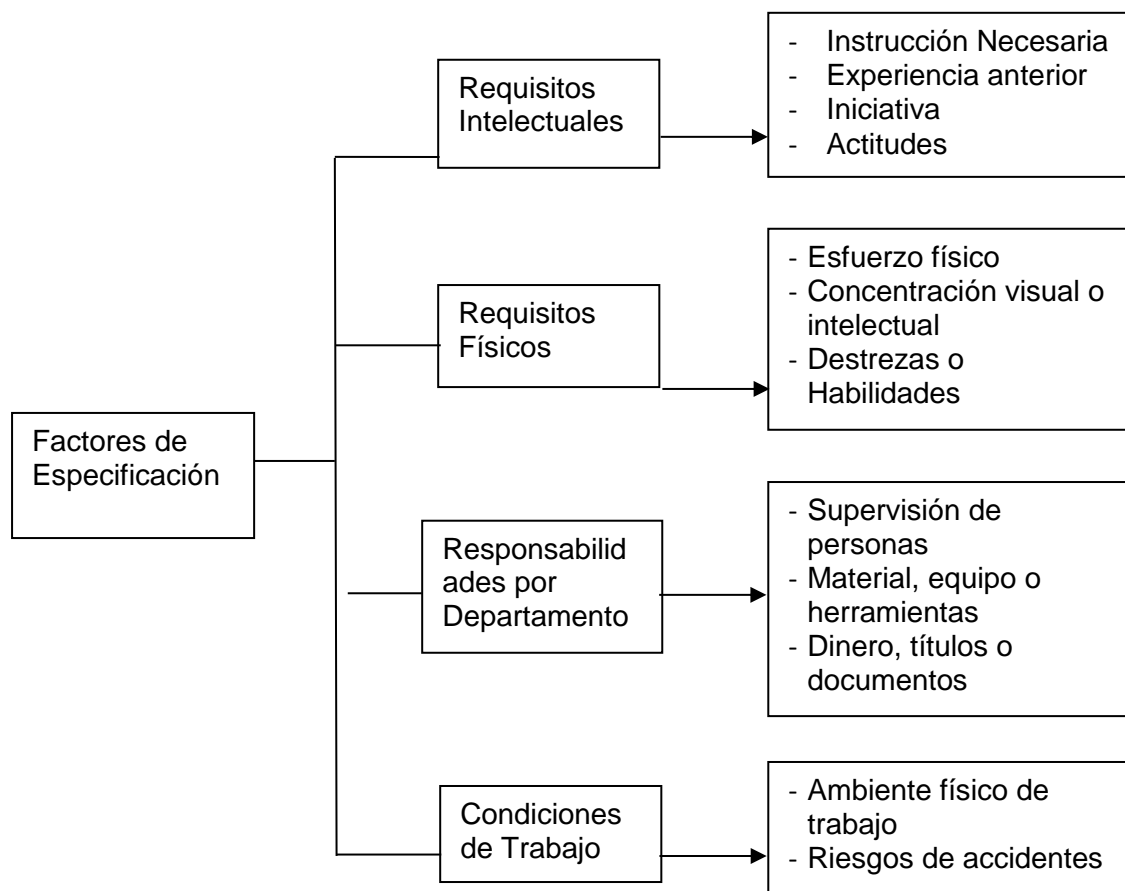 - Instrucción Necesaria
- Experiencia anterior
- Iniciativa
- Actitudes
Requisitos
Intelectuales
- Esfuerzo físico
- Concentración visual o
intelectual
- Destrezas o
Habilidades
Requisitos
Físicos
Factores de
Especificación
- Supervisión de
personas
- Material, equipo o
herramientas
- Dinero, títulos o
documentos
Responsabilid
ades por
Departamento
- Ambiente físico de
trabajo
- Riesgos de accidentes
Condiciones
de Trabajo